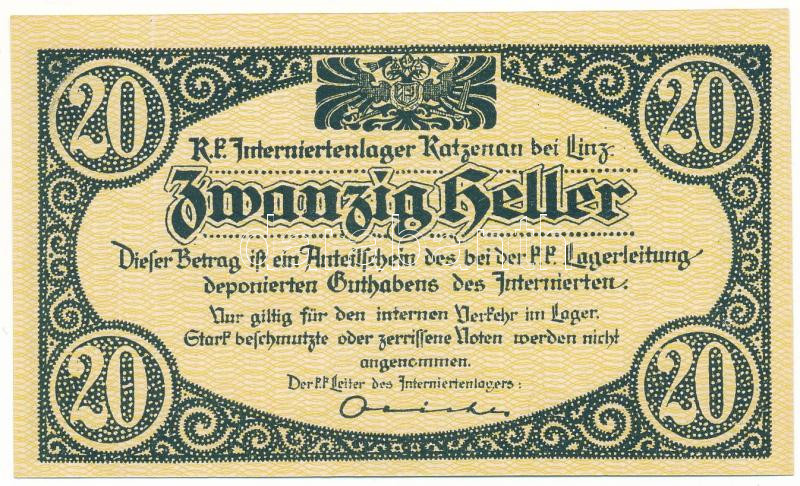 20
20
K.k. Interniertenlager Katzenau bei Linz.
Zwanzig Heller
Dieser Betrag ist ein Anteilschein des bei der k.k. Lagerleitung
deponierten Guthabens des Internierten.
Nur giltig für den internen Verkehr im Lager.
Stark beschmutzte oder zerrissene Noten werden nicht
angenommen.
Der k.k. Leiter des Interniertenlagers:
20
20